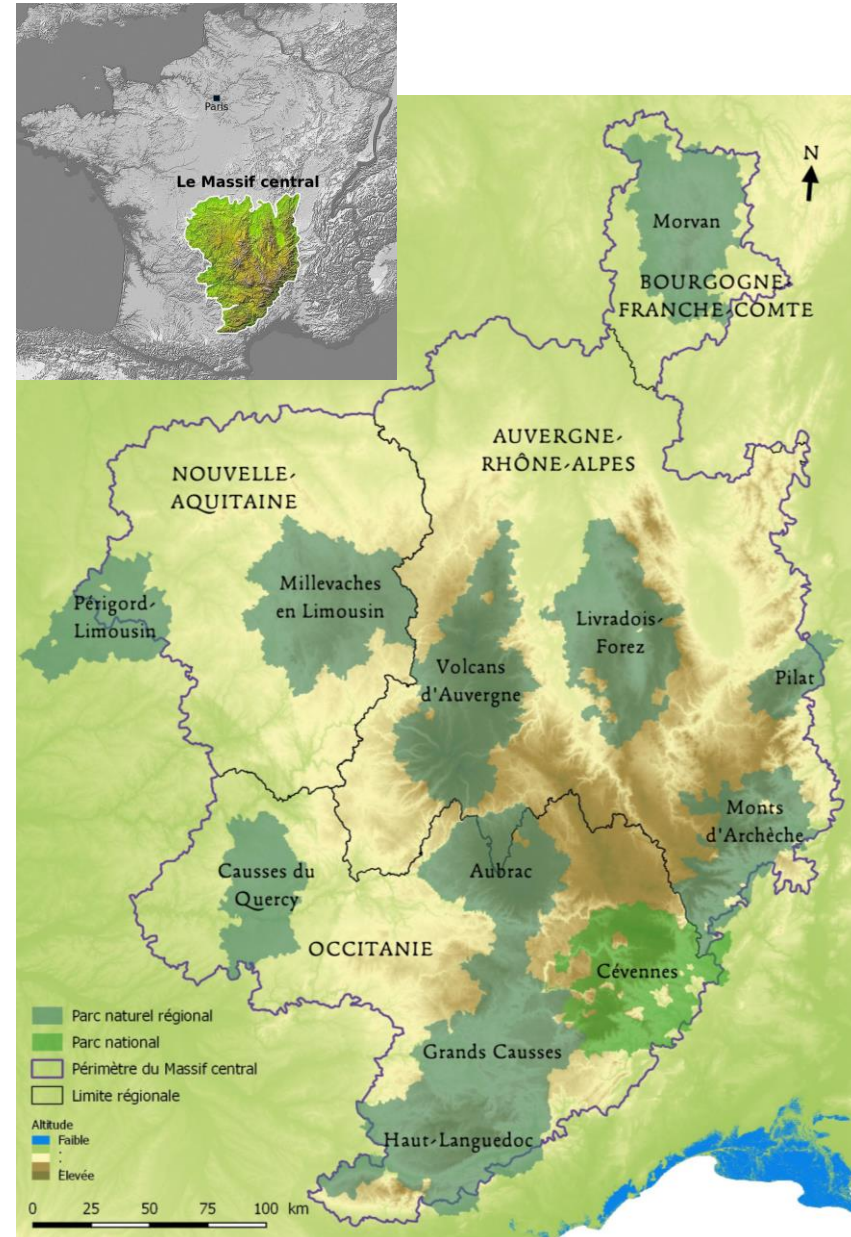 Paris
Le Massif central
N
Morvan
BOURGOGNE-
FRANCHE-COMTE
AUVERGNE-
RHÔNE-ALPES
NOUVELLE-
AQUITAINE
Périgord-
Limousin
Millevaches
en Limousin
Volcans
d'Auvergne
Livradois-
Forez
Pilat
Monts
d'Archèche
Causses du
Quercy
Aubrac
OCCITANIE
Cévennes
Grands Causses
Haut-Languedoc
Parc naturel régional
Parc national
Périmètre du Massif central
Limite régionale
Altitude
Faible
Elevée
0 25 50 75 100 km